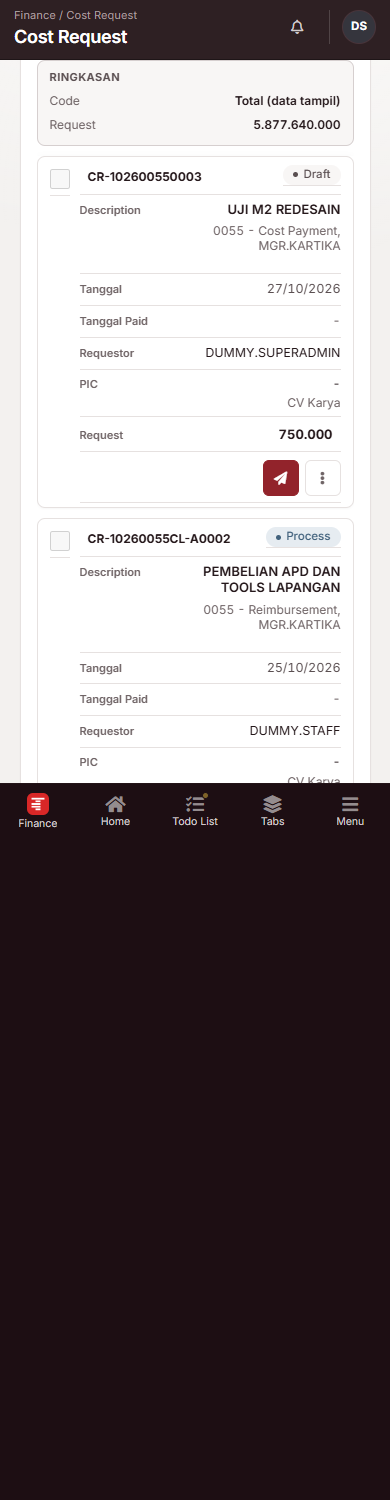 Finance / Cost Request
Cost Request
DS
RINGKASAN
Code Total (data tampil)
Request 5.877.640.000
CR-102600550003 Draft
Description UJI M2 REDESAIN
0055 - Cost Payment,
MGR.KARTIKA
Tanggal 27/10/2026
Tanggal Paid -
Requestor DUMMY.SUPERADMIN
PIC -
CV Karya
Request 750.000
CR-10260055CL-A0002 Process
Description PEMBELIAN APD DAN
TOOLS LAPANGAN
0055 - Reimbursement,
MGR.KARTIKA
Tanggal 25/10/2026
Tanggal Paid -
Requestor DUMMY.STAFF
PIC -
CV Karya
Finance Home Todo List Tabs Menu